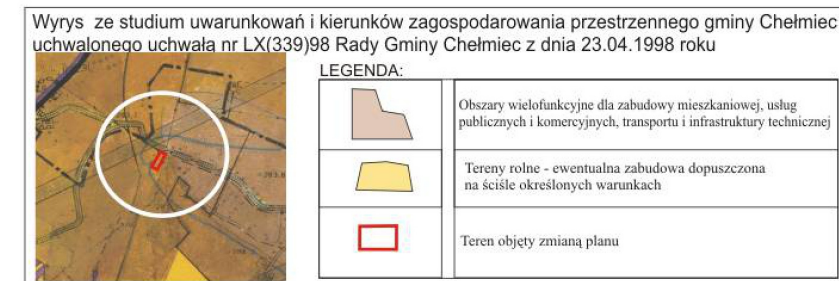 Wyrys ze studium uwarunkowań i kierunków zagospodarowania przestrzennego gminy Chełmiec
uchwalonego uchwałą nr LX(339)98 Rady Gminy Chełmiec z dnia 23.04.1998 roku
LEGENDA:
Obszary wielofunkcyjne dla zabudowy mieszkaniowej, usług
publicznych i komercyjnych, transportu i infrastruktury technicznej
Tereny rolne - ewentualna zabudowa dopuszczona
na ściśle określonych warunkach
Teren objęty zmianą planu